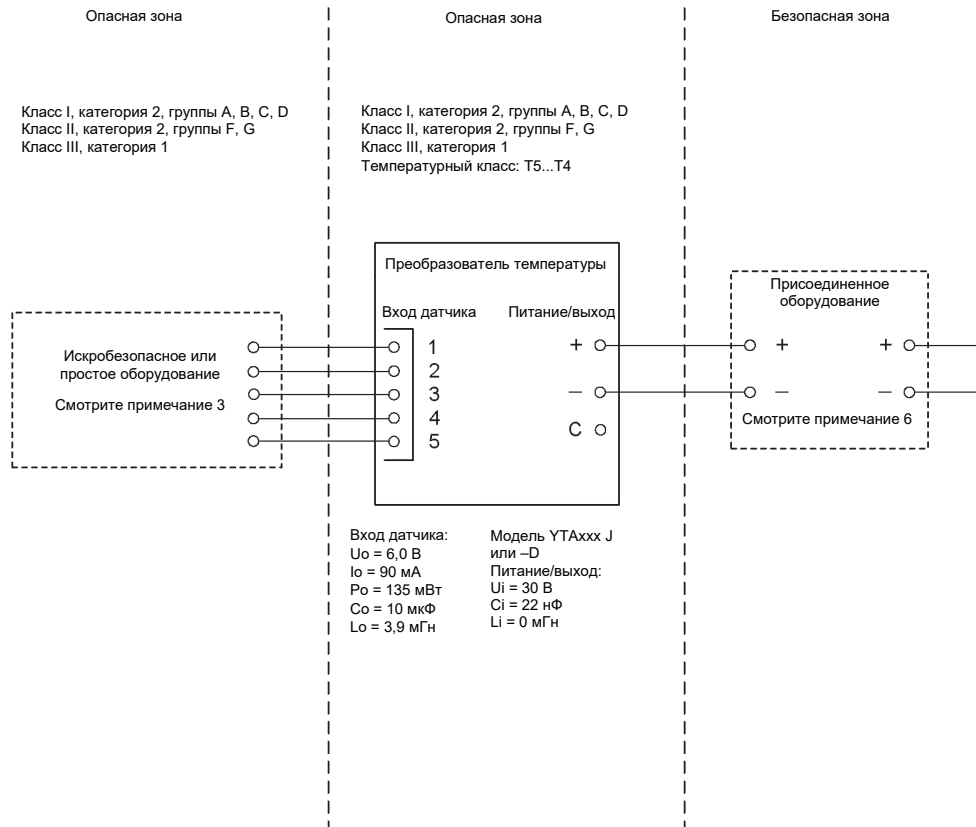 Опасная зона
Опасная зона
Безопасная зона
Класс I, категория 2, группы A, B, C, D
Класс II, категория 2, группы F, G
Класс III, категория 1
Класс I, категория 2, группы A, B, C, D
Класс II, категория 2, группы F, G
Класс III, категория 1
Температурный класс: T5...T4
Искробезопасное или
простое оборудование
Смотрите примечание 3
Преобразователь температуры
Вход датчика
Питание/выход
1
2
3
4
5
+
–
C
Присоединенное
оборудование
+ +
– –
Смотрите примечание 6
Вход датчика:
Uo = 6,0 В
Io = 90 мА
Po = 135 мВт
Co = 10 мкФ
Lo = 3,9 мГн
Модель YTAxxx J
или –D
Питание/выход:
Ui = 30 В
Ci = 22 нФ
Li = 0 мГн